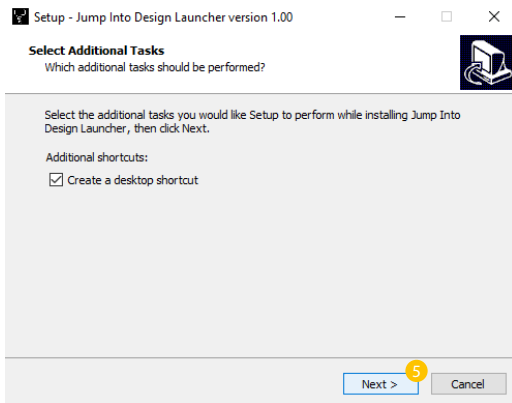 Setup - Jump Into Design Launcher version 1.00
Select Additional Tasks
Which additional tasks should be performed?
Select the additional tasks you would like Setup to perform while installing Jump Into
Design Launcher, then click Next.
Additional shortcuts:
Create a desktop shortcut
5
Next >
Cancel